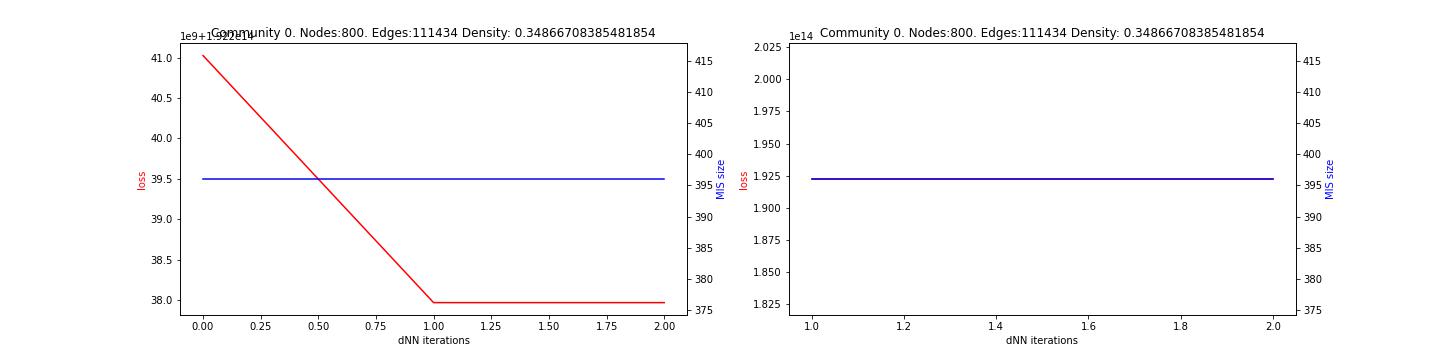 Community 0. Nodes:800. Edges:111434 Density: 0.34866708385481854
1e9+1.922e14
41.0
40.5
40.0
39.5
39.0
38.5
38.0
loss
415
410
405
400
395
390
385
380
375
MIS size
0.00 0.25 0.50 0.75 1.00 1.25 1.50 1.75 2.00
dNN iterations
Community 0. Nodes:800. Edges:111434 Density: 0.34866708385481854
1e14
2.025
2.000
1.975
1.950
1.925
1.900
1.875
1.850
1.825
loss
415
410
405
400
395
390
385
380
375
MIS size
1.0 1.2 1.4 1.6 1.8 2.0
dNN iterations